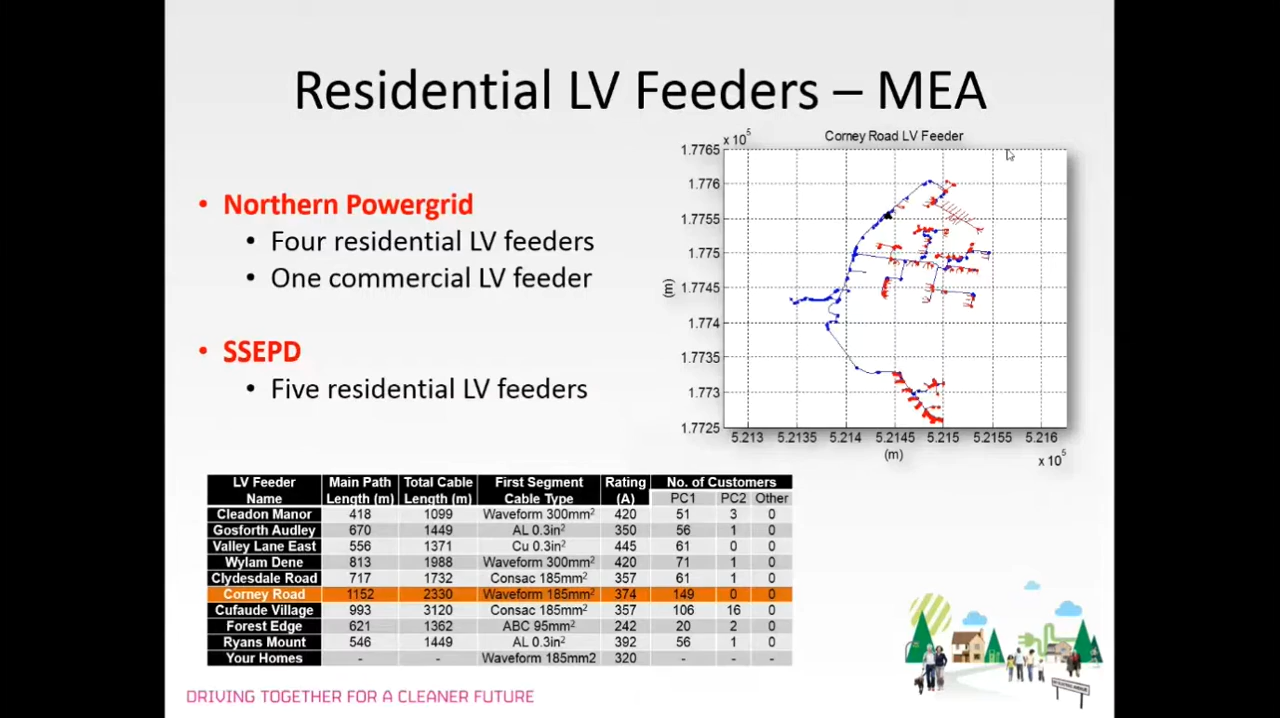 Residential LV Feeders – MEA
• Northern Powergrid
• Four residential LV feeders
• One commercial LV feeder
• SSEPD
• Five residential LV feeders
Corney Road LV Feeder
x 10^5
1.7765
1.776
1.7755
1.775
1.7745
1.774
1.7735
1.773
1.7725
(m)
5.213 5.2135 5.214 5.2145 5.215 5.2155 5.216
(m)
x 10^5
LV Feeder Name Main Path Length (m) Total Cable Length (m) First Segment Cable Type Rating (A) No. of Customers
PC1 PC2 Other
Cleadon Manor 418 1099 Waveform 300mm² 420 51 3 0
Gosforth Audley 670 1449 AL 0.3in² 350 56 1 0
Valley Lane East 556 1371 Cu 0.3in² 445 61 0 0
Wylam Dene 813 1988 Waveform 300mm² 420 71 1 0
Clydesdale Road 717 1732 Consac 185mm² 357 61 1 0
Corney Road 1152 2330 Waveform 185mm² 374 149 0 0
Cufaude Village 993 3120 Consac 185mm² 357 106 16 0
Forest Edge 621 1362 ABC 95mm² 242 20 2 0
Ryans Mount 546 1449 AL 0.3in² 392 56 1 0
Your Homes - - Waveform 185mm2 320 - - -
DRIVING TOGETHER FOR A CLEANER FUTURE